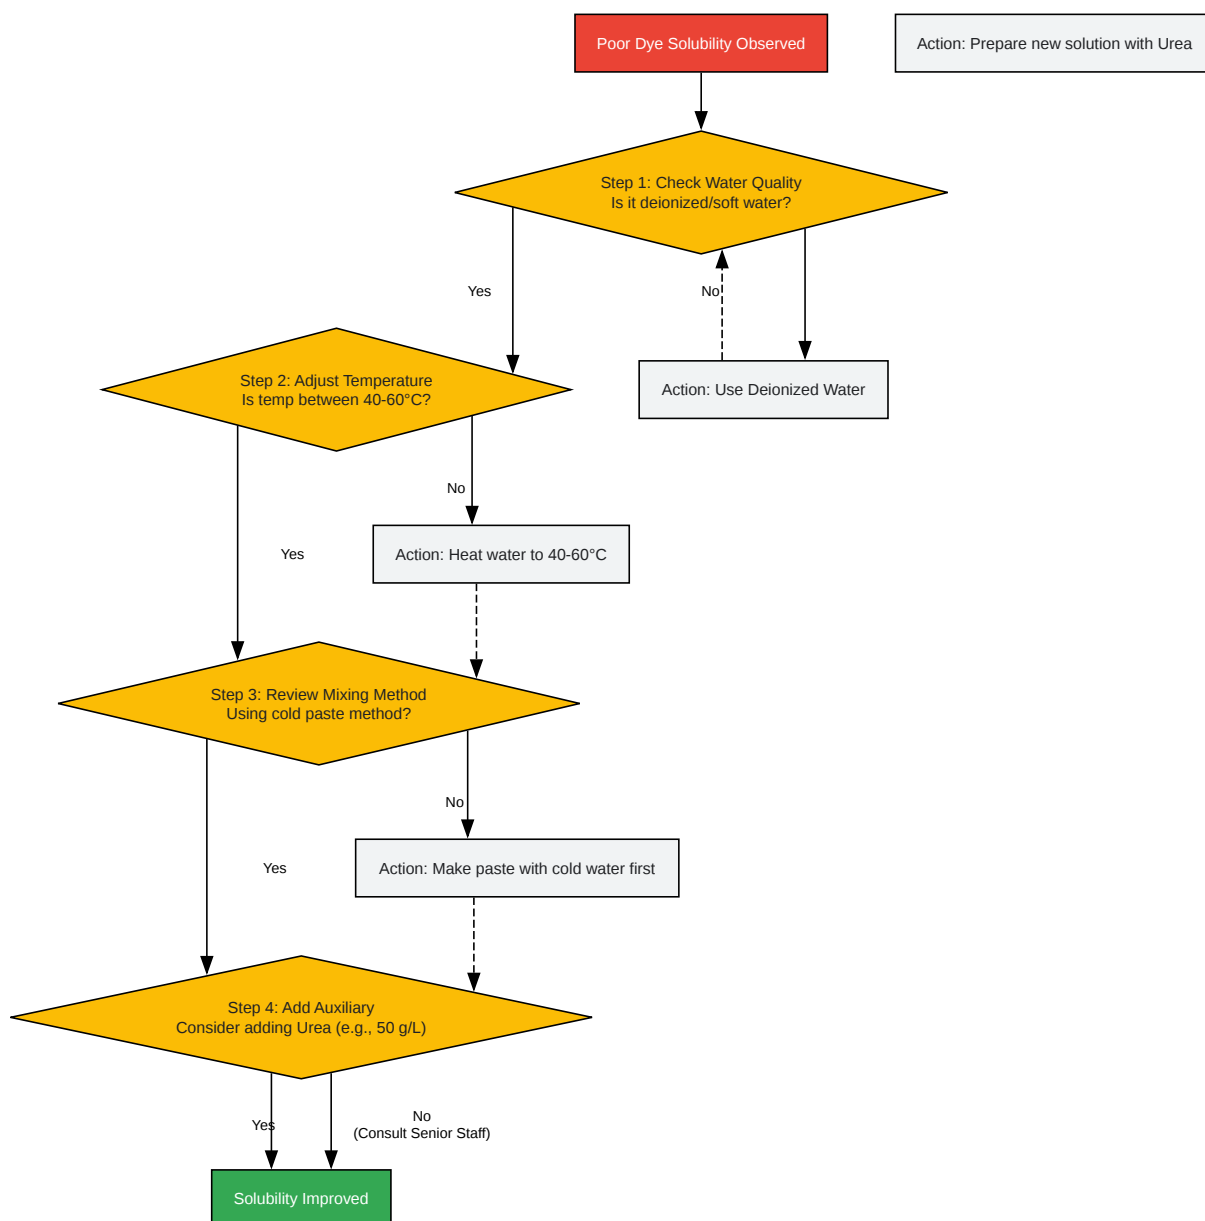 Poor Dye Solubility Observed
Action: Prepare new solution with Urea
Step 1: Check Water Quality
Is it deionized/soft water?
Yes
No
Action: Use Deionized Water
Step 2: Adjust Temperature
Is temp between 40-60°C?
No
Yes
Action: Heat water to 40-60°C
Step 3: Review Mixing Method
Using cold paste method?
No
Yes
Action: Make paste with cold water first
Step 4: Add Auxiliary
Consider adding Urea (e.g., 50 g/L)
Yes
No
(Consult Senior Staff)
Solubility Improved